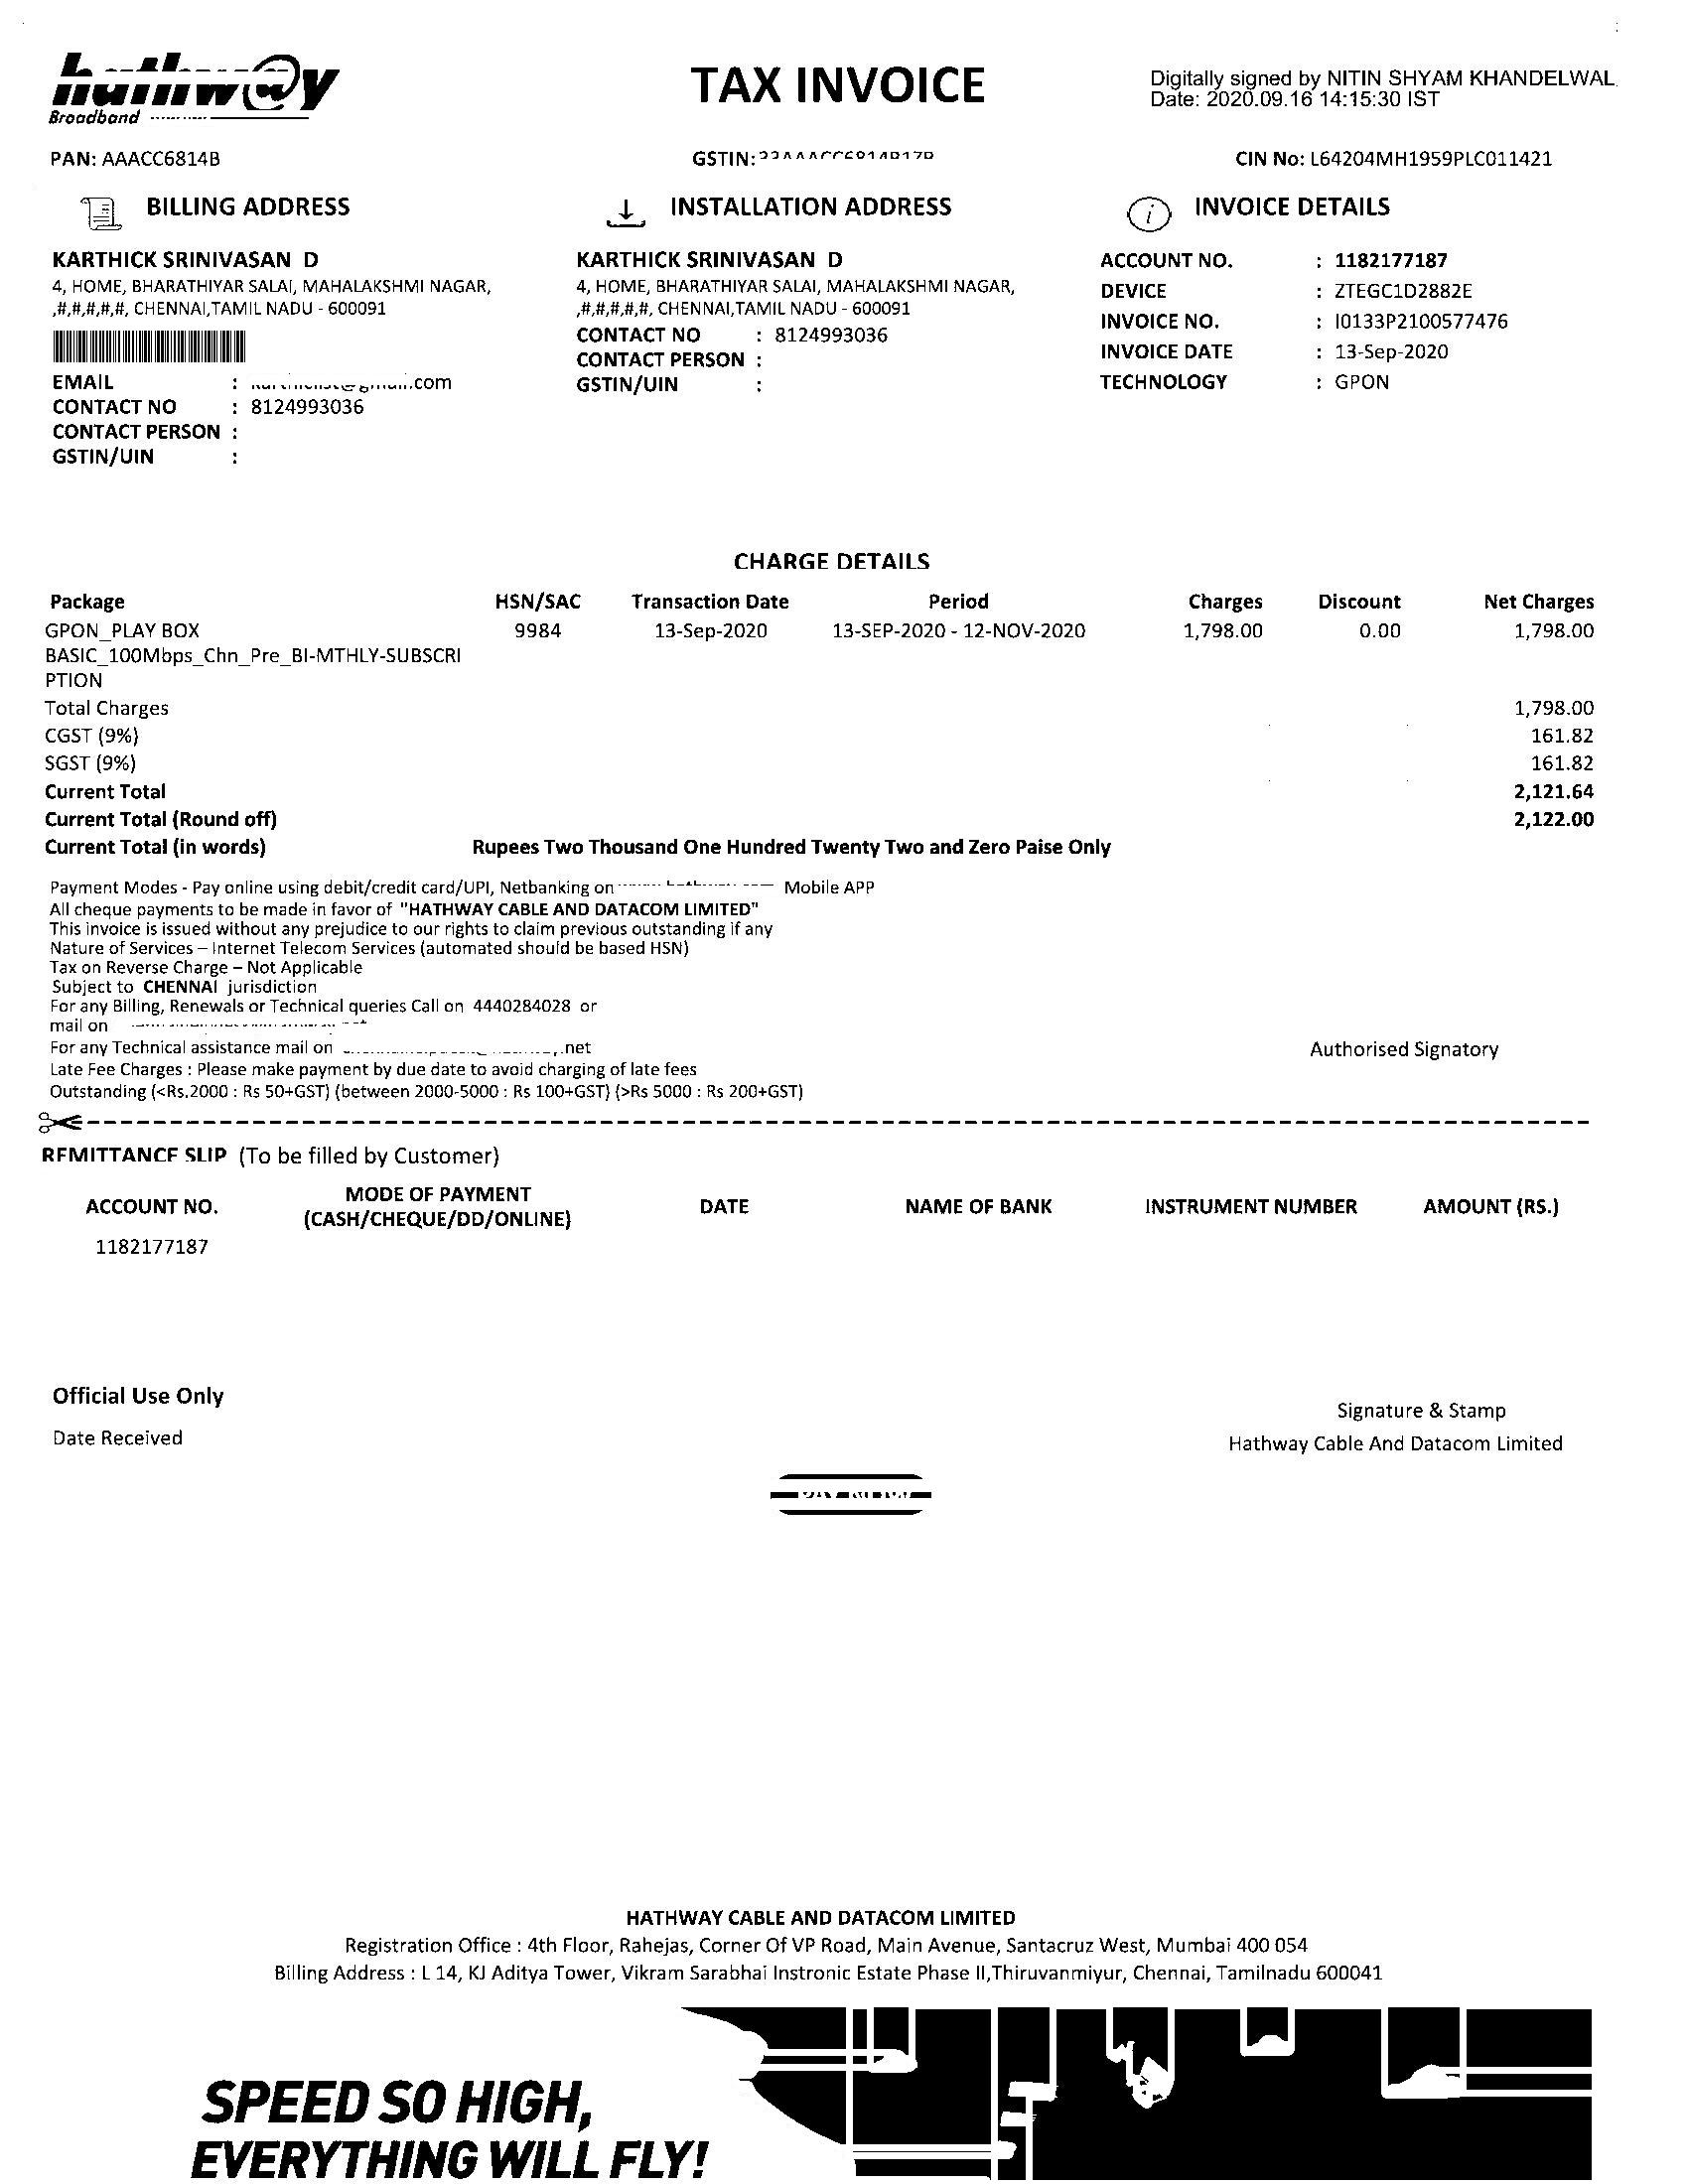 hathw@y
Broadband
TAX INVOICE
Digitally signed by NITIN SHYAM KHANDELWAL
Date: 2020.09.16 14:15:30 IST
PAN: AAACC6814B
GSTIN:
CIN No: L64204MH1959PLC011421
BILLING ADDRESS
KARTHICK SRINIVASAN D
4, HOME, BHARATHIYAR SALAI, MAHALAKSHMI NAGAR,
,#,#,#,#,#, CHENNAI,TAMIL NADU - 600091
EMAIL : .com
CONTACT NO : 8124993036
CONTACT PERSON :
GSTIN/UIN :
INSTALLATION ADDRESS
KARTHICK SRINIVASAN D
4, HOME, BHARATHIYAR SALAI, MAHALAKSHMI NAGAR,
,#,#,#,#,#, CHENNAI,TAMIL NADU - 600091
CONTACT NO : 8124993036
CONTACT PERSON :
GSTIN/UIN :
INVOICE DETAILS
ACCOUNT NO. : 1182177187
DEVICE : ZTEGC1D2882E
INVOICE NO. : I0133P2100577476
INVOICE DATE : 13-Sep-2020
TECHNOLOGY : GPON
CHARGE DETAILS
Package HSN/SAC Transaction Date Period Charges Discount Net Charges
GPON_PLAY BOX 9984 13-Sep-2020 13-SEP-2020 - 12-NOV-2020 1,798.00 0.00 1,798.00
BASIC_100Mbps_Chn_Pre_BI-MTHLY-SUBSCRI
PTION
Total Charges 1,798.00
CGST (9%) 161.82
SGST (9%) 161.82
Current Total 2,121.64
Current Total (Round off) 2,122.00
Current Total (in words) Rupees Two Thousand One Hundred Twenty Two and Zero Paise Only
Payment Modes - Pay online using debit/credit card/UPI, Netbanking on Mobile APP
All cheque payments to be made in favor of "HATHWAY CABLE AND DATACOM LIMITED"
This invoice is issued without any prejudice to our rights to claim previous outstanding if any
Nature of Services – Internet Telecom Services (automated should be based HSN)
Tax on Reverse Charge – Not Applicable
Subject to CHENNAI jurisdiction
For any Billing, Renewals or Technical queries Call on 4440284028 or
mail on
For any Technical assistance mail on .net
Late Fee Charges : Please make payment by due date to avoid charging of late fees
Outstanding (<Rs.2000 : Rs 50+GST) (between 2000-5000 : Rs 100+GST) (>Rs 5000 : Rs 200+GST)
Authorised Signatory
REMITTANCE SLIP (To be filled by Customer)
ACCOUNT NO. MODE OF PAYMENT (CASH/CHEQUE/DD/ONLINE) DATE NAME OF BANK INSTRUMENT NUMBER AMOUNT (RS.)
1182177187
Official Use Only
Date Received
Signature & Stamp
Hathway Cable And Datacom Limited
HATHWAY CABLE AND DATACOM LIMITED
Registration Office : 4th Floor, Rahejas, Corner Of VP Road, Main Avenue, Santacruz West, Mumbai 400 054
Billing Address : L 14, KJ Aditya Tower, Vikram Sarabhai Instronic Estate Phase II,Thiruvanmiyur, Chennai, Tamilnadu 600041
SPEED SO HIGH,
EVERYTHING WILL FLY!